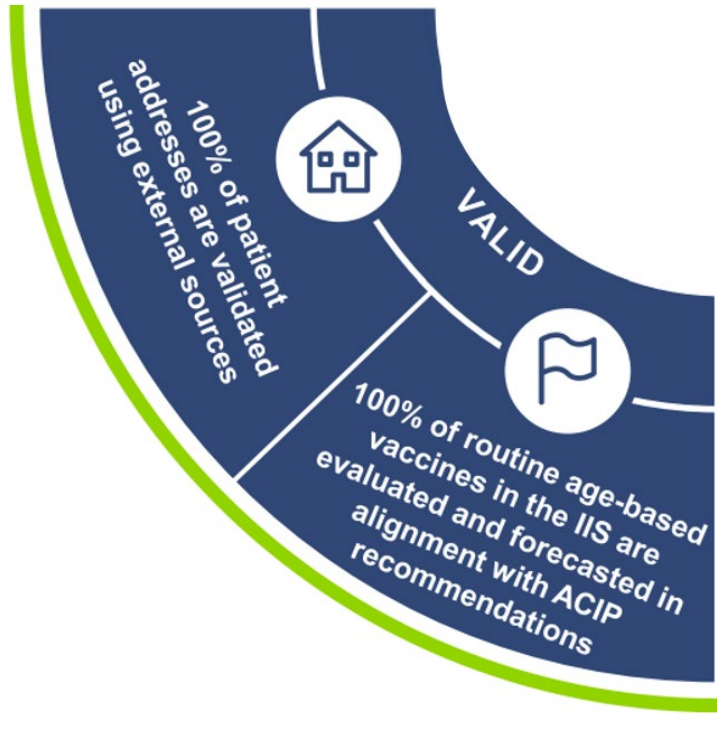 VALID
100% of patient
addresses are validated
using external sources
100% of routine age-based
vaccines in the IIS are
evaluated and forecasted in
alignment with ACIP
recommendations